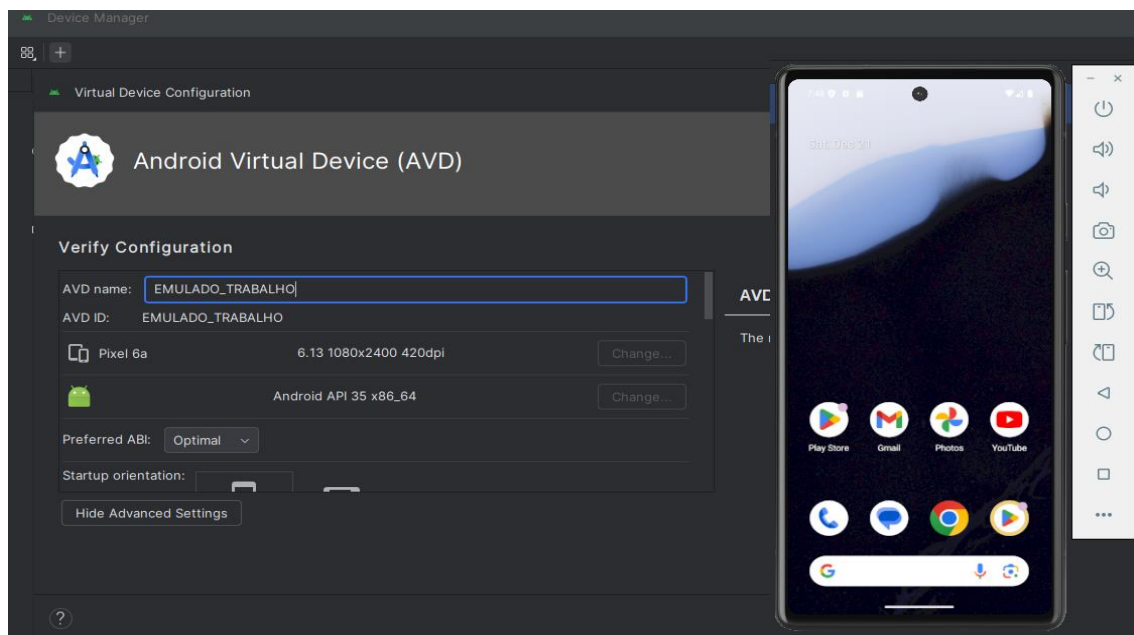 Device Manager
Virtual Device Configuration
Android Virtual Device (AVD)
Verify Configuration
AVD name: EMULADO_TRABALHO
AVD ID: EMULADO_TRABALHO
Pixel 6a 6.13 1080x2400 420dpi Change...
Android API 35 x86_64 Change...
Preferred ABI: Optimal
Startup orientation:
Hide Advanced Settings
?
AVD
The
Play Store Gmail Photos YouTube